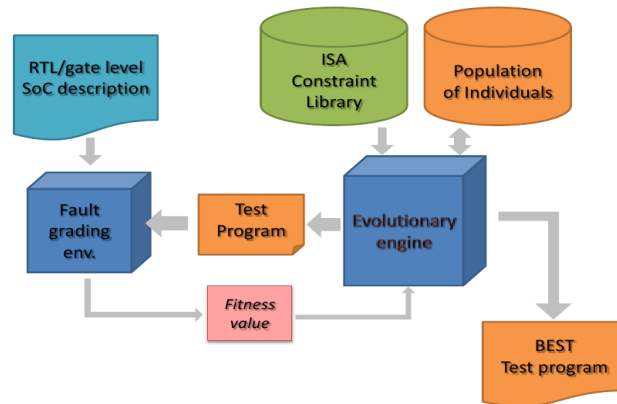 RTL/gate level
SoC description
ISA
Constraint
Library
Population
of Individuals
Fault
grading
env.
Test
Program
Evolutionary
engine
Fitness
value
BEST
Test program